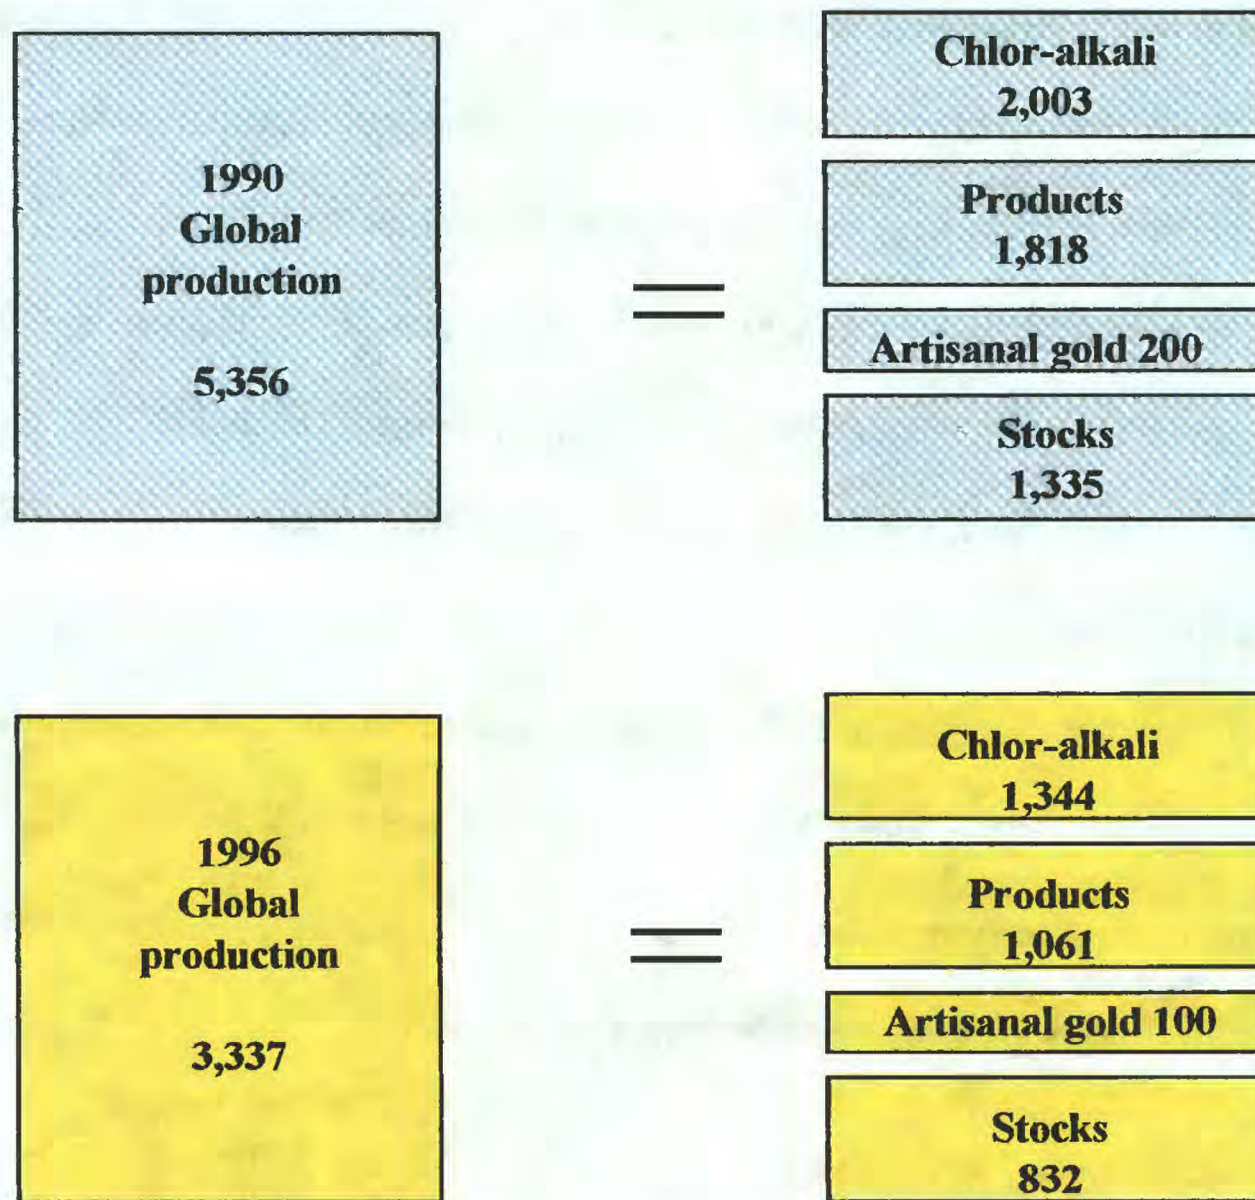 1990
Global
production
5,356
=
Chlor-alkali
2,003
Products
1,818
Artisanal gold 200
Stocks
1,335
1996
Global
production
3,337
=
Chlor-alkali
1,344
Products
1,061
Artisanal gold 100
Stocks
832